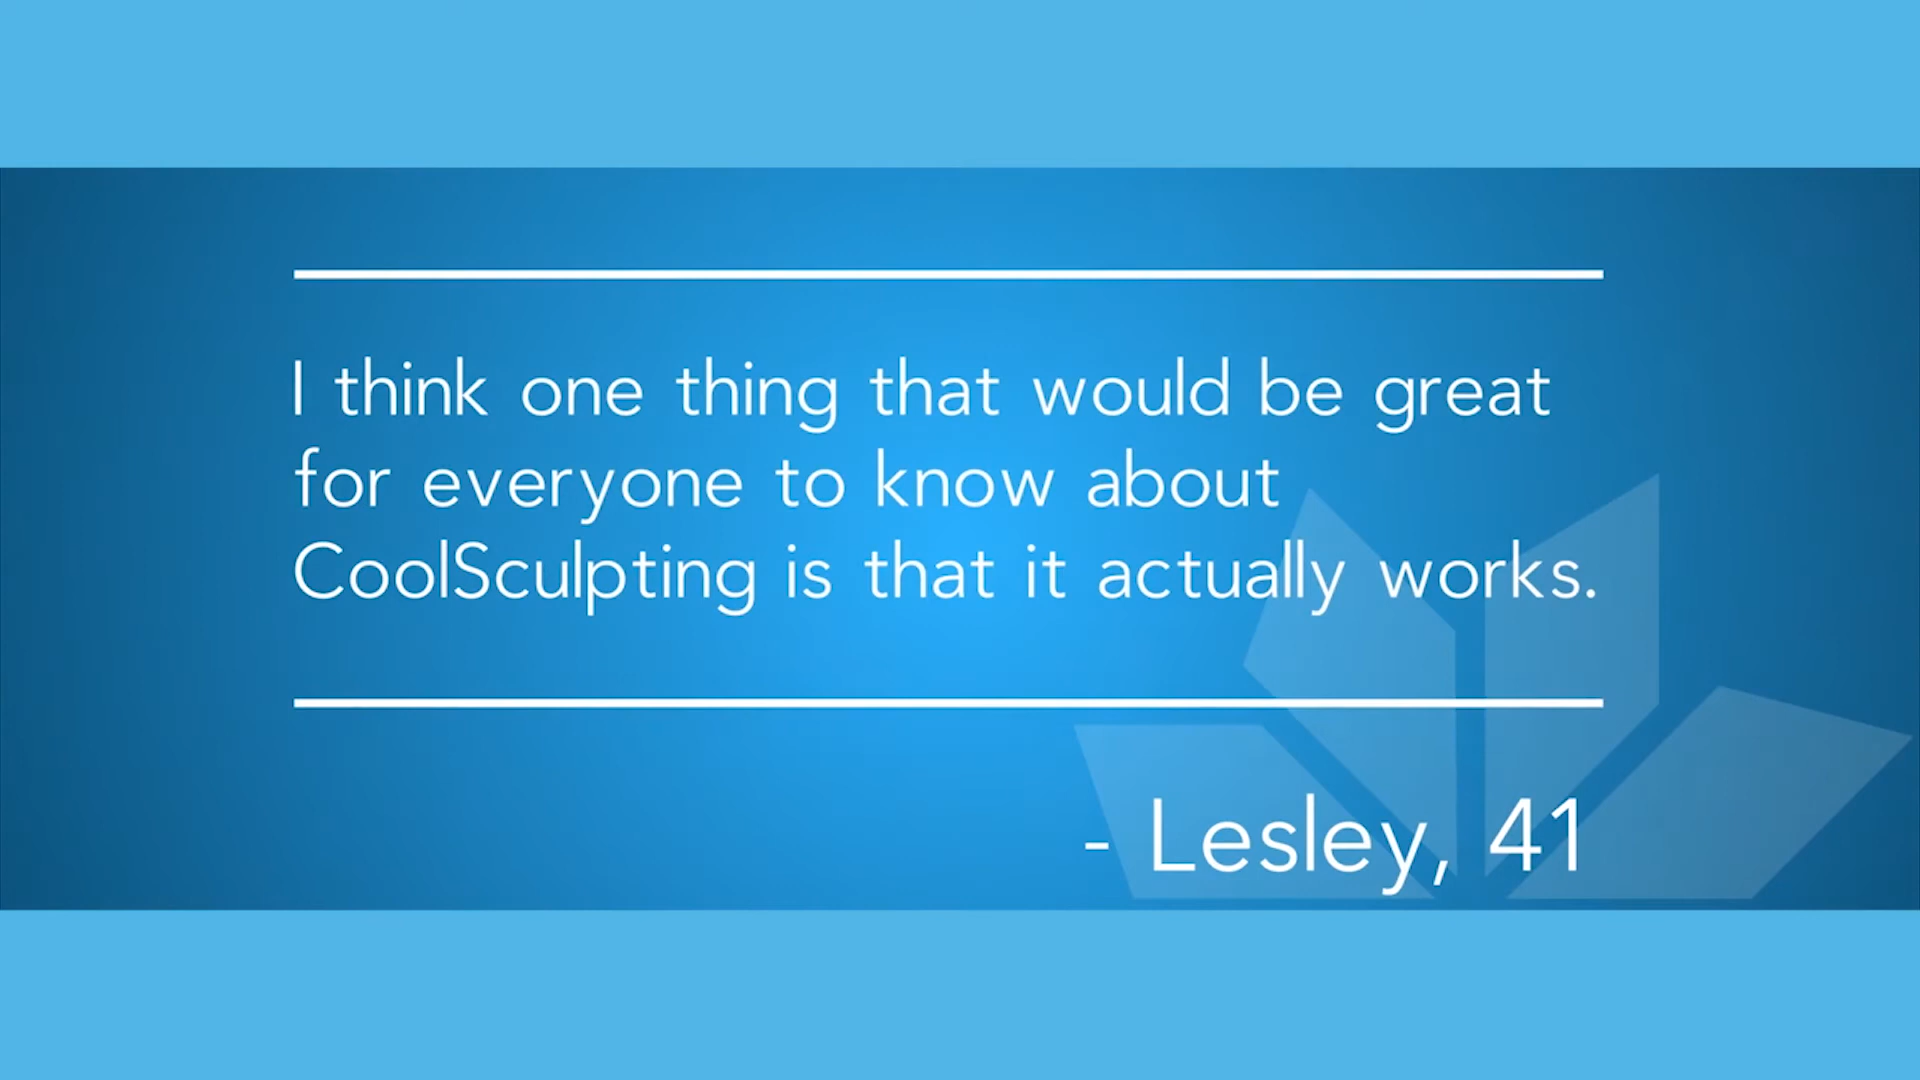 I think one thing that would be great
for everyone to know about
CoolSculpting is that it actually works.
- Lesley, 41